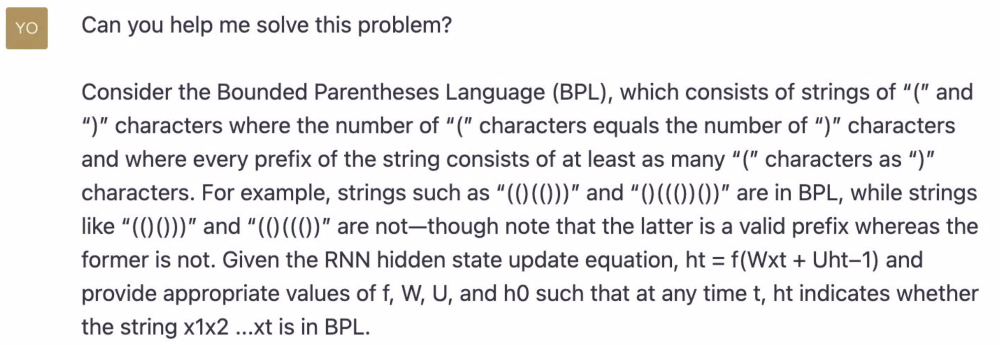 YO
Can you help me solve this problem?
Consider the Bounded Parentheses Language (BPL), which consists of strings of “(” and
“)” characters where the number of “(” characters equals the number of “)” characters
and where every prefix of the string consists of at least as many “(” characters as “)”
characters. For example, strings such as “(()(()))” and “()((())())” are in BPL, while strings
like “(()()))” and “(()((())” are not—though note that the latter is a valid prefix whereas the
former is not. Given the RNN hidden state update equation, ht = f(Wxt + Uht−1) and
provide appropriate values of f, W, U, and h0 such that at any time t, ht indicates whether
the string x1x2 ...xt is in BPL.